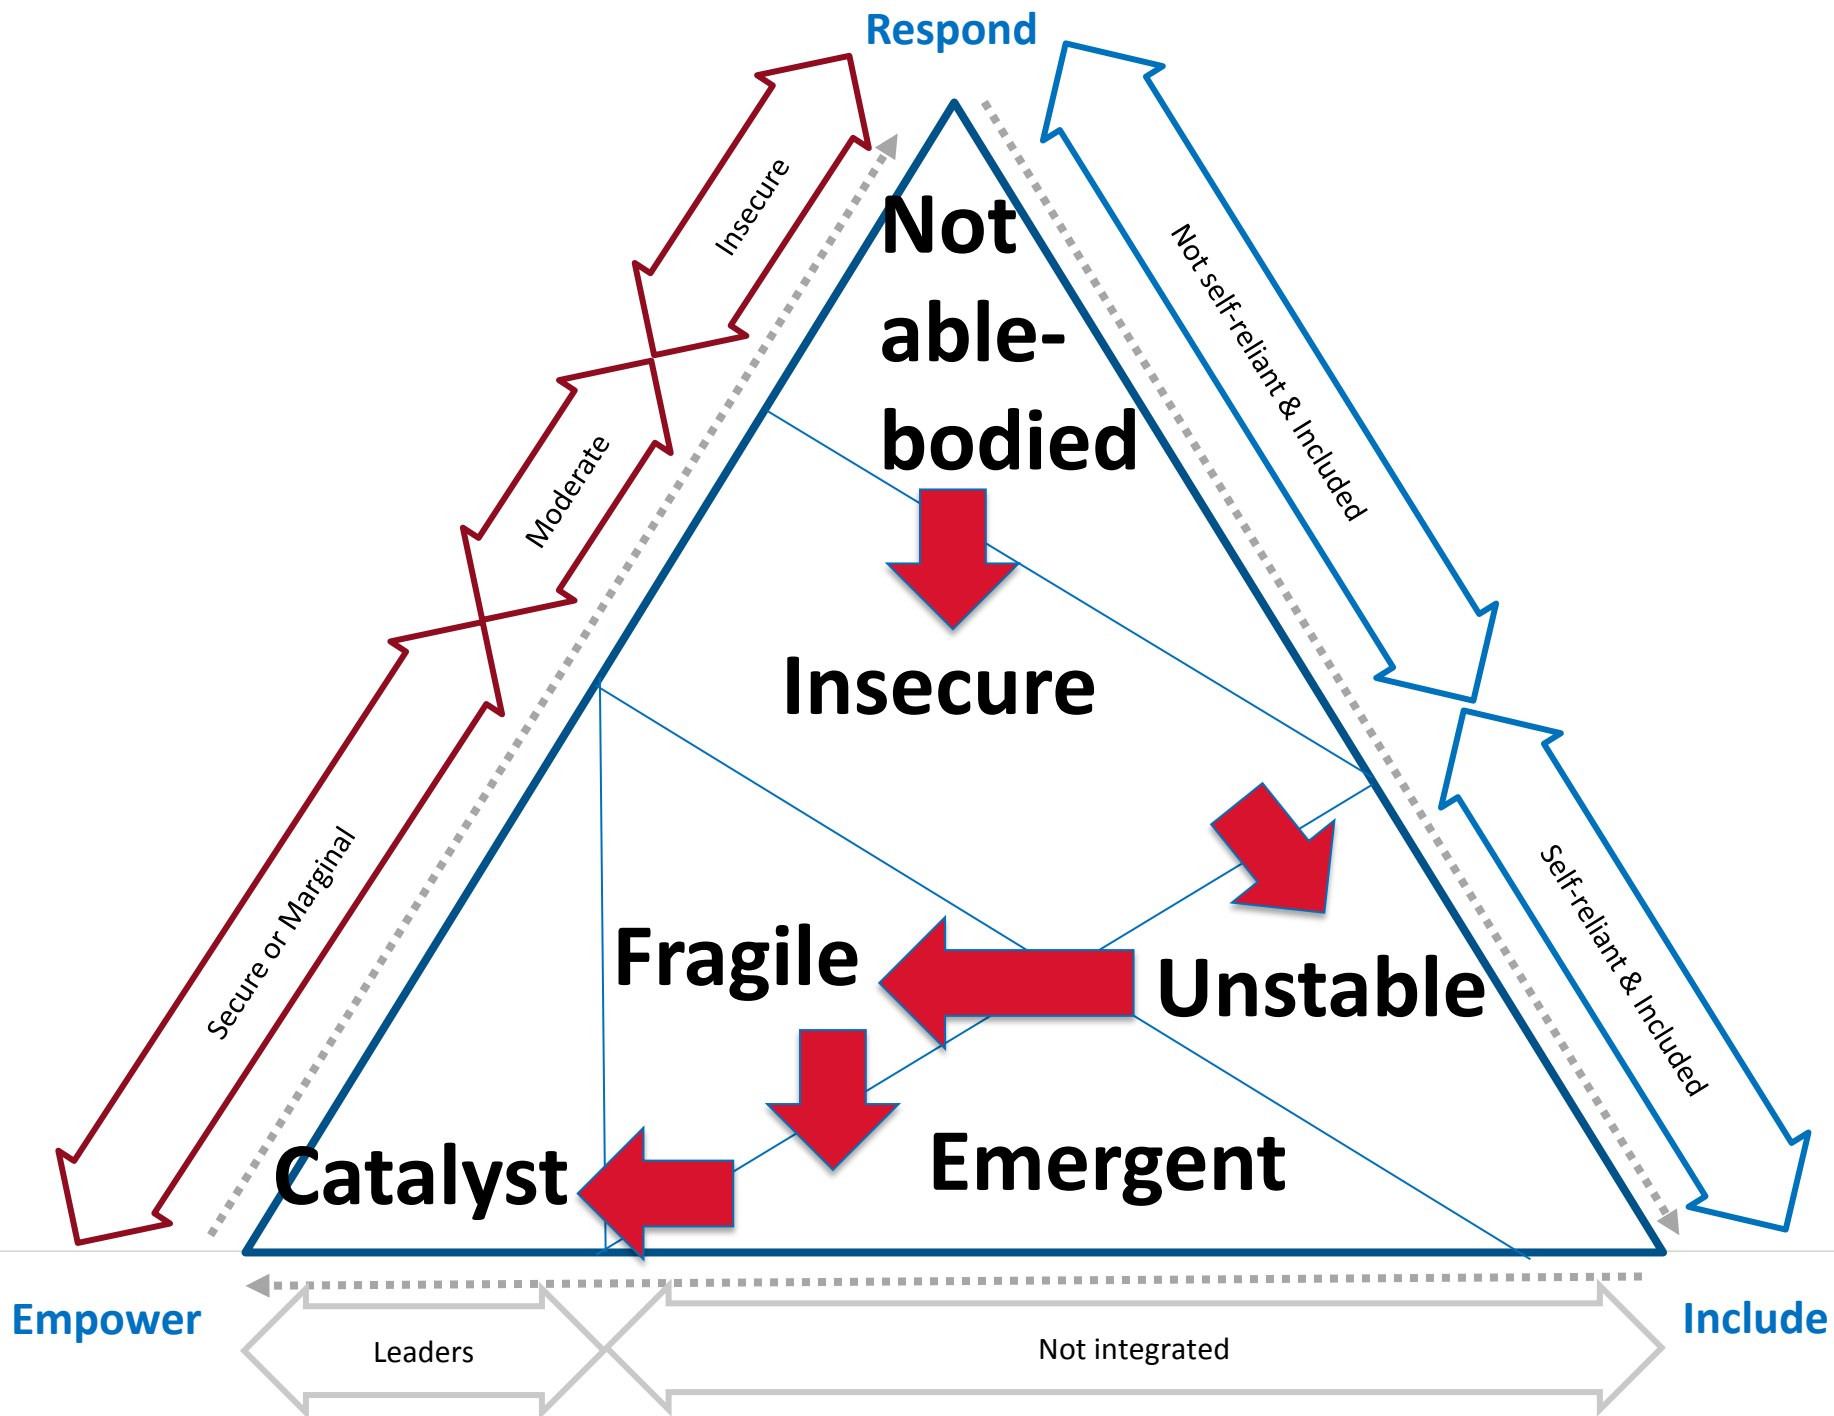 Respond
Insecure
Not self-reliant & Included
Not
able-
bodied
Moderate
Insecure
Secure or Marginal
Self-reliant & Included
Fragile
Unstable
Catalyst
Emergent
Empower
Include
Leaders
Not integrated